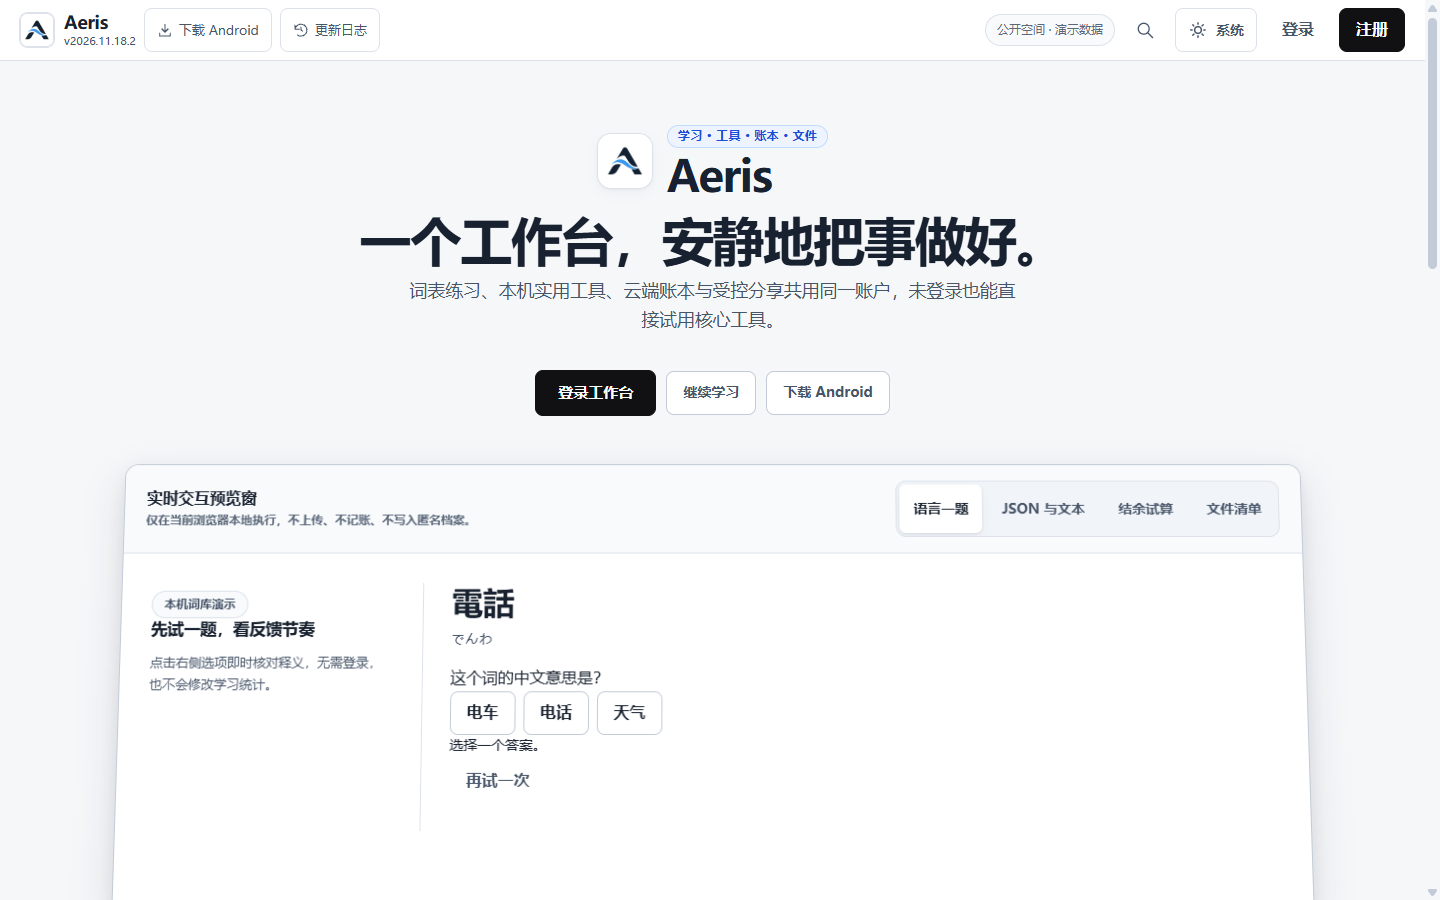 Aeris
v2026.11.18.2
下载 Android
更新日志
公开空间 · 演示数据
系统
登录
注册
学习 • 工具 • 账本 • 文件
Aeris
一个工作台，安静地把事做好。
词表练习、本机实用工具、云端账本与受控分享共用同一账户，未登录也能直
接试用核心工具。
登录工作台
继续学习
下载 Android
实时交互预览窗
仅在当前浏览器本地执行，不上传、不记账、不写入匿名档案。
语言一题
JSON 与文本
结余试算
文件清单
本机词库演示
先试一题，看反馈节奏
点击右侧选项即时核对释义，无需登录，
也不会修改学习统计。
電話
でんわ
这个词的中文意思是?
电车
电话
天气
选择一个答案。
再试一次